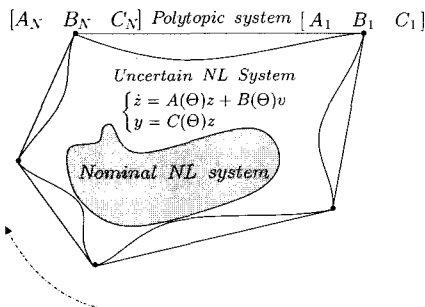 [A_N B_N C_N] Polytopic system [A_1 B_1 C_1]
Uncertain NL System
{ż = A(Θ)z + B(Θ)v
y = C(Θ)z
Nominal NL system